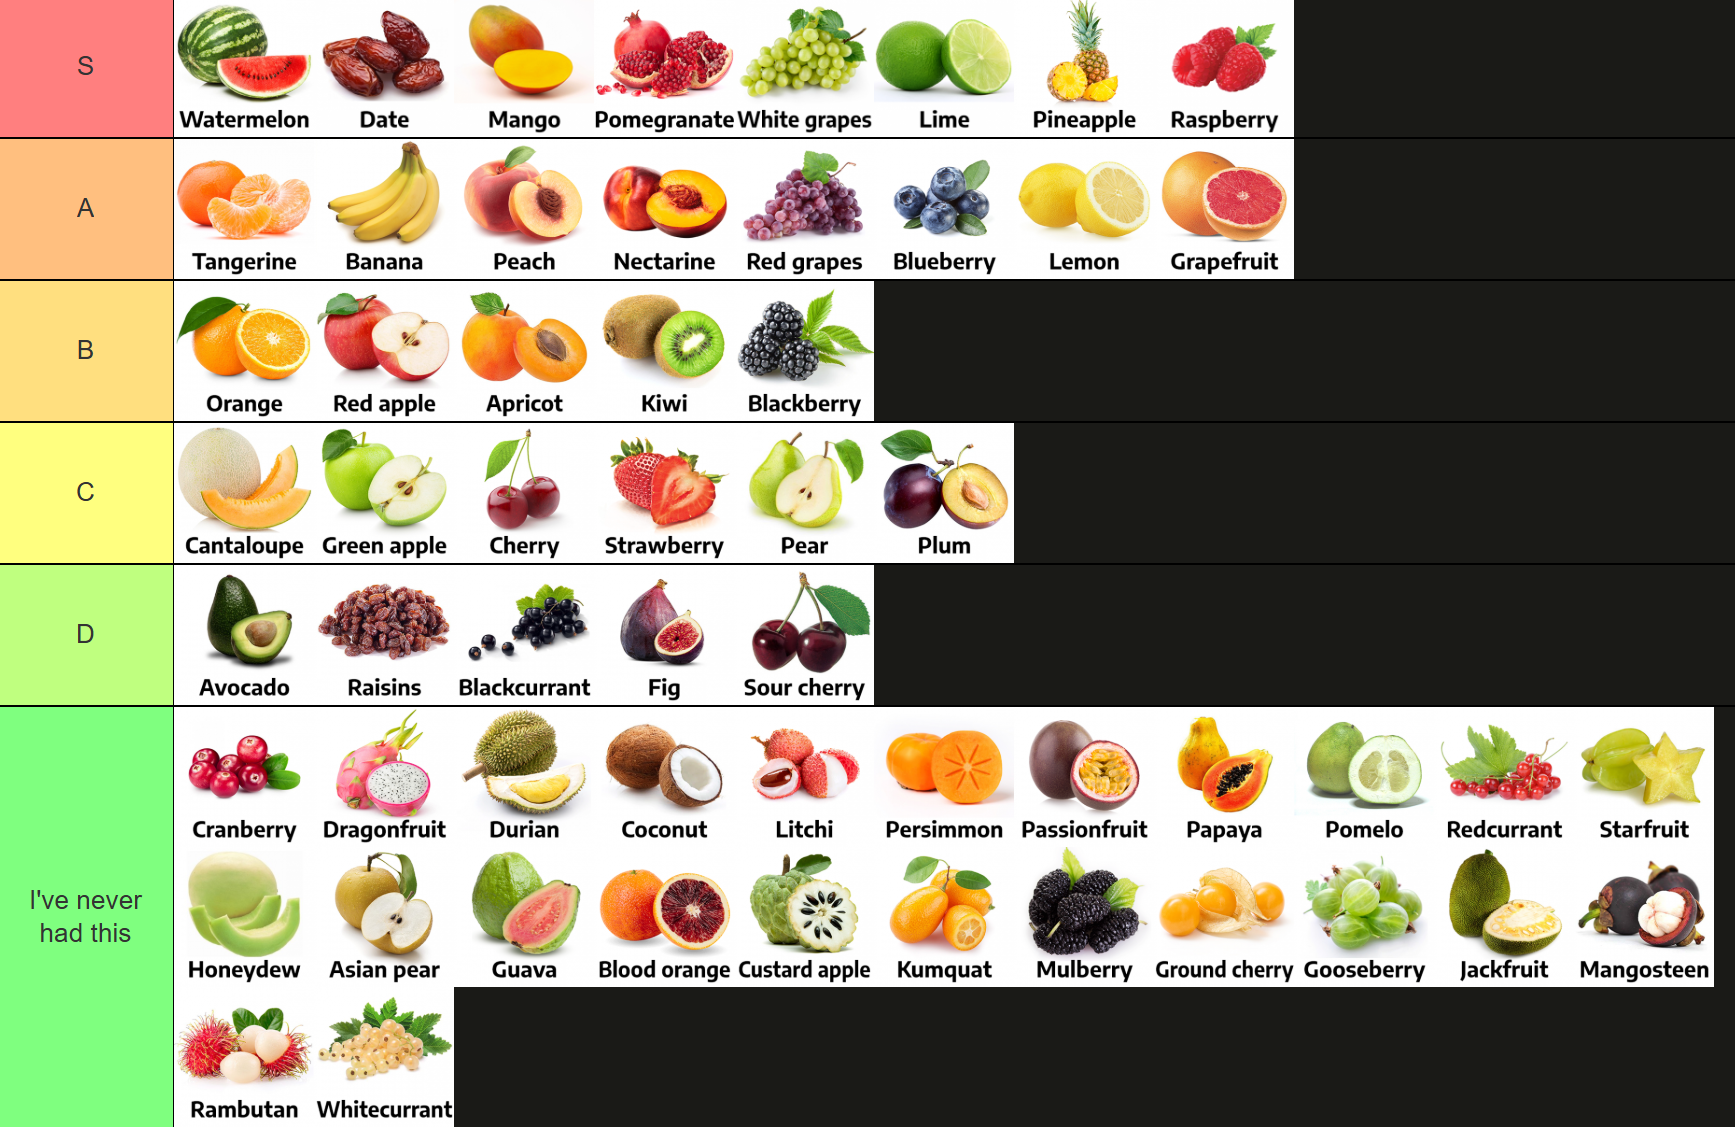 S
Watermelon Date Mango Pomegranate White grapes Lime Pineapple Raspberry
A
Tangerine Banana Peach Nectarine Red grapes Blueberry Lemon Grapefruit
B
Orange Red apple Apricot Kiwi Blackberry
C
Cantaloupe Green apple Cherry Strawberry Pear Plum
D
Avocado Raisins Blackcurrant Fig Sour cherry
I've never
had this
Cranberry Dragonfruit Durian Coconut Litchi Persimmon Passionfruit Papaya Pomelo Redcurrant Starfruit
Honeydew Asian pear Guava Blood orange Custard apple Kumquat Mulberry Ground cherry Gooseberry Jackfruit Mangosteen
Rambutan Whitecurrant